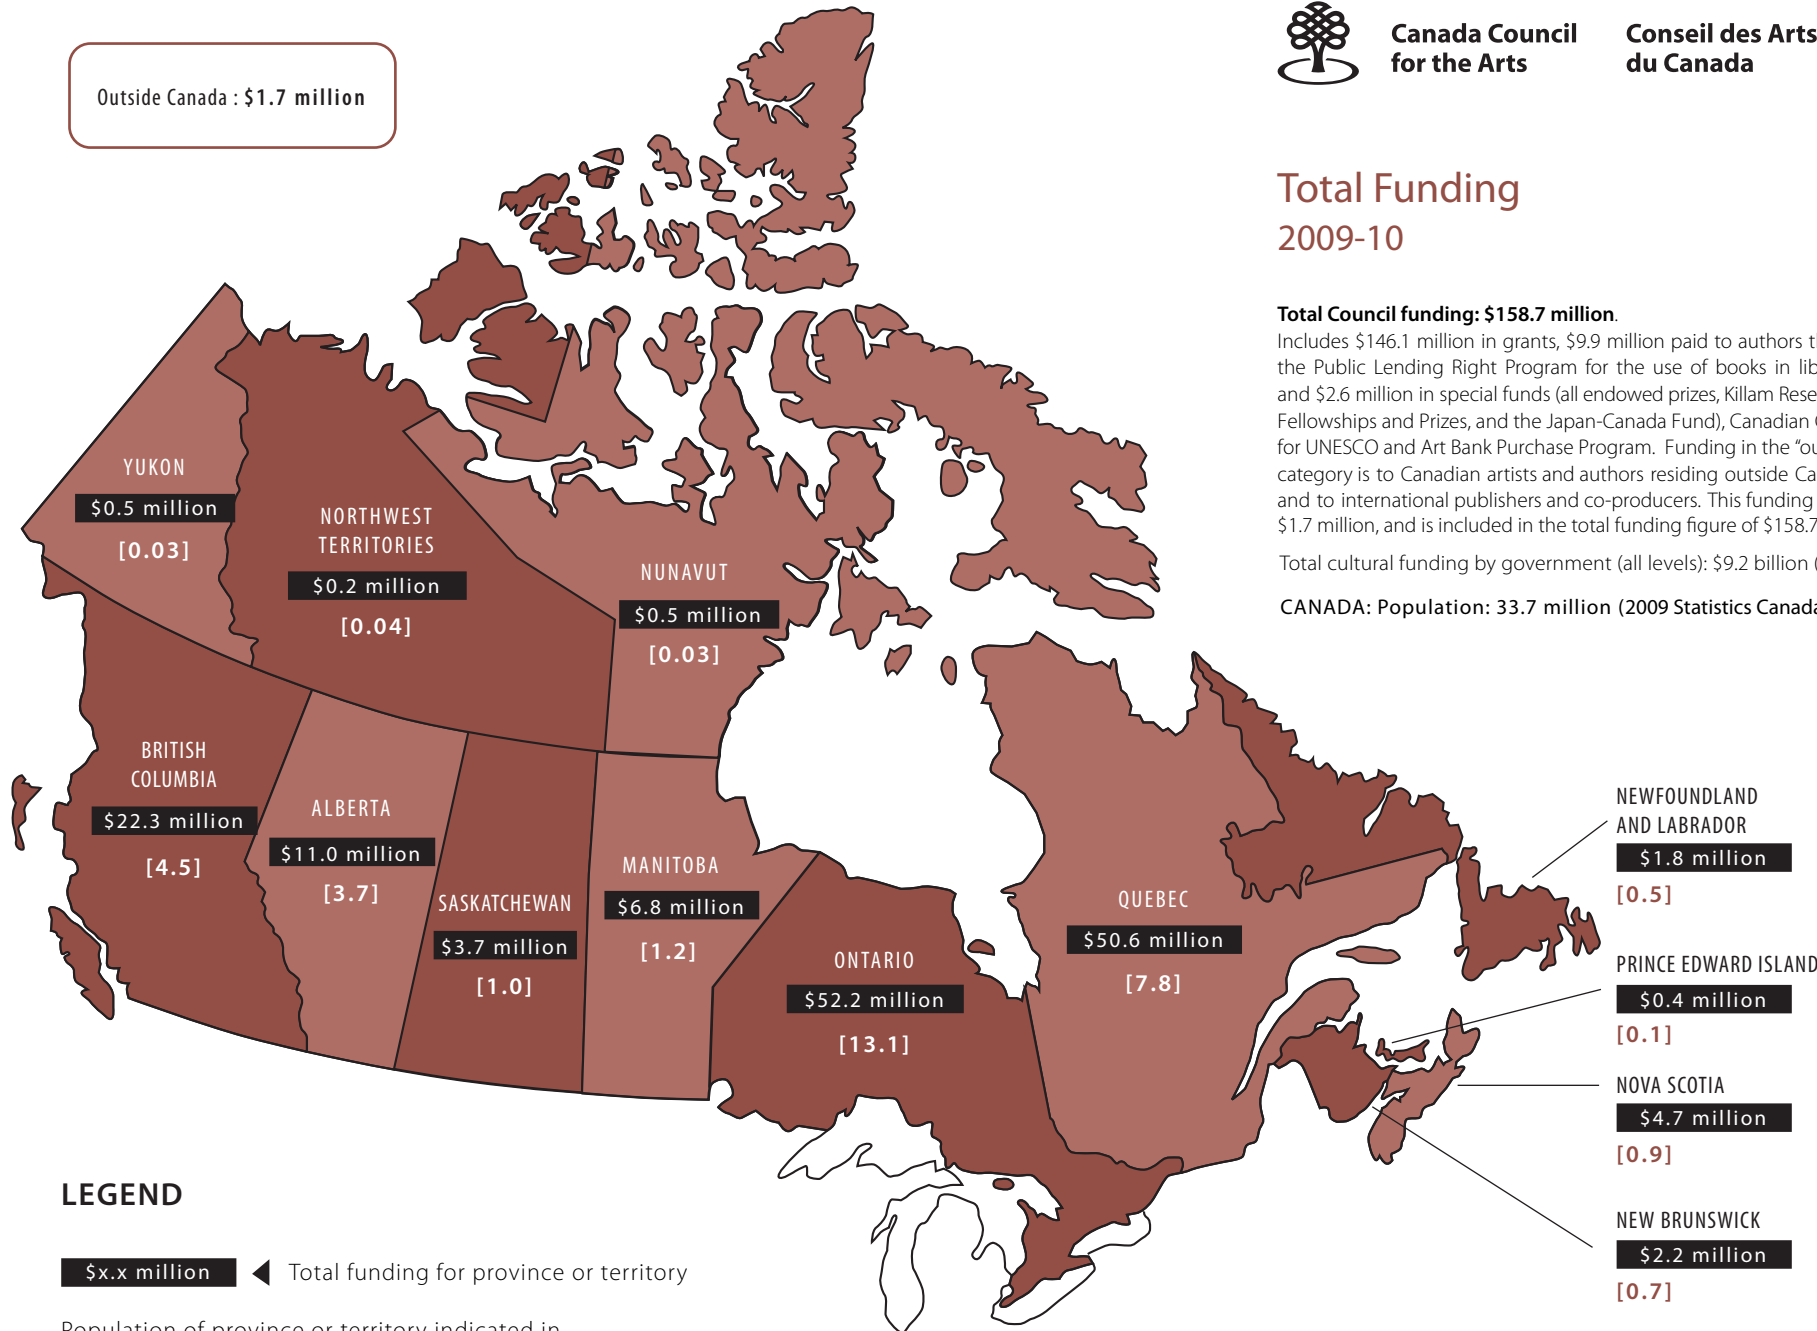 Outside Canada : $1.7 million
Canada Council
for the Arts
Conseil des Arts
du Canada
Total Funding
2009-10
Total Council funding: $158.7 million.
Includes $146.1 million in grants, $9.9 million paid to authors
the Public Lending Right Program for the use of books in
and $2.6 million in special funds (all endowed prizes, Killam
Fellowships and Prizes, and the Japan-Canada Fund), Canadian
for UNESCO and Art Bank Purchase Program. Funding in the
category is to Canadian artists and authors residing outside
and to international publishers and co-producers. This funding
$1.7 million, and is included in the total funding figure of $158.7
Total cultural funding by government (all levels): $9.2 billion (
CANADA: Population: 33.7 million (2009 Statistics Canada
YUKON
$0.5 million
[0.03]
NORTHWEST
TERRITORIES
$0.2 million
[0.04]
NUNAVUT
$0.5 million
[0.03]
BRITISH
COLUMBIA
$22.3 million
[4.5]
ALBERTA
$11.0 million
[3.7]
SASKATCHEWAN
$3.7 million
[1.0]
MANITOBA
$6.8 million
[1.2]
ONTARIO
$52.2 million
[13.1]
QUEBEC
$50.6 million
[7.8]
NEWFOUNDLAND
AND LABRADOR
$1.8 million
[0.5]
PRINCE EDWARD ISLAND
$0.4 million
[0.1]
NOVA SCOTIA
$4.7 million
[0.9]
NEW BRUNSWICK
$2.2 million
[0.7]
LEGEND
$x.x million
Total funding for province or territory
Population of province or territory indicated in